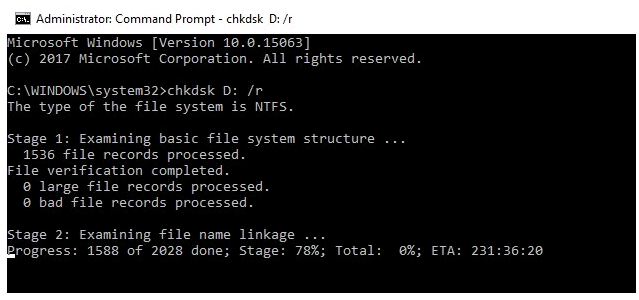 Administrator: Command Prompt - chkdsk D: /r
Microsoft Windows [Version 10.0.15063]
(c) 2017 Microsoft Corporation. All rights reserved.
C:\WINDOWS\system32>chkdsk D: /r
The type of the file system is NTFS.
Stage 1: Examining basic file system structure ...
1536 file records processed.
File verification completed.
0 large file records processed.
0 bad file records processed.
Stage 2: Examining file name linkage ...
Progress: 1588 of 2028 done; Stage: 78%; Total:  0%; ETA: 231:36:20